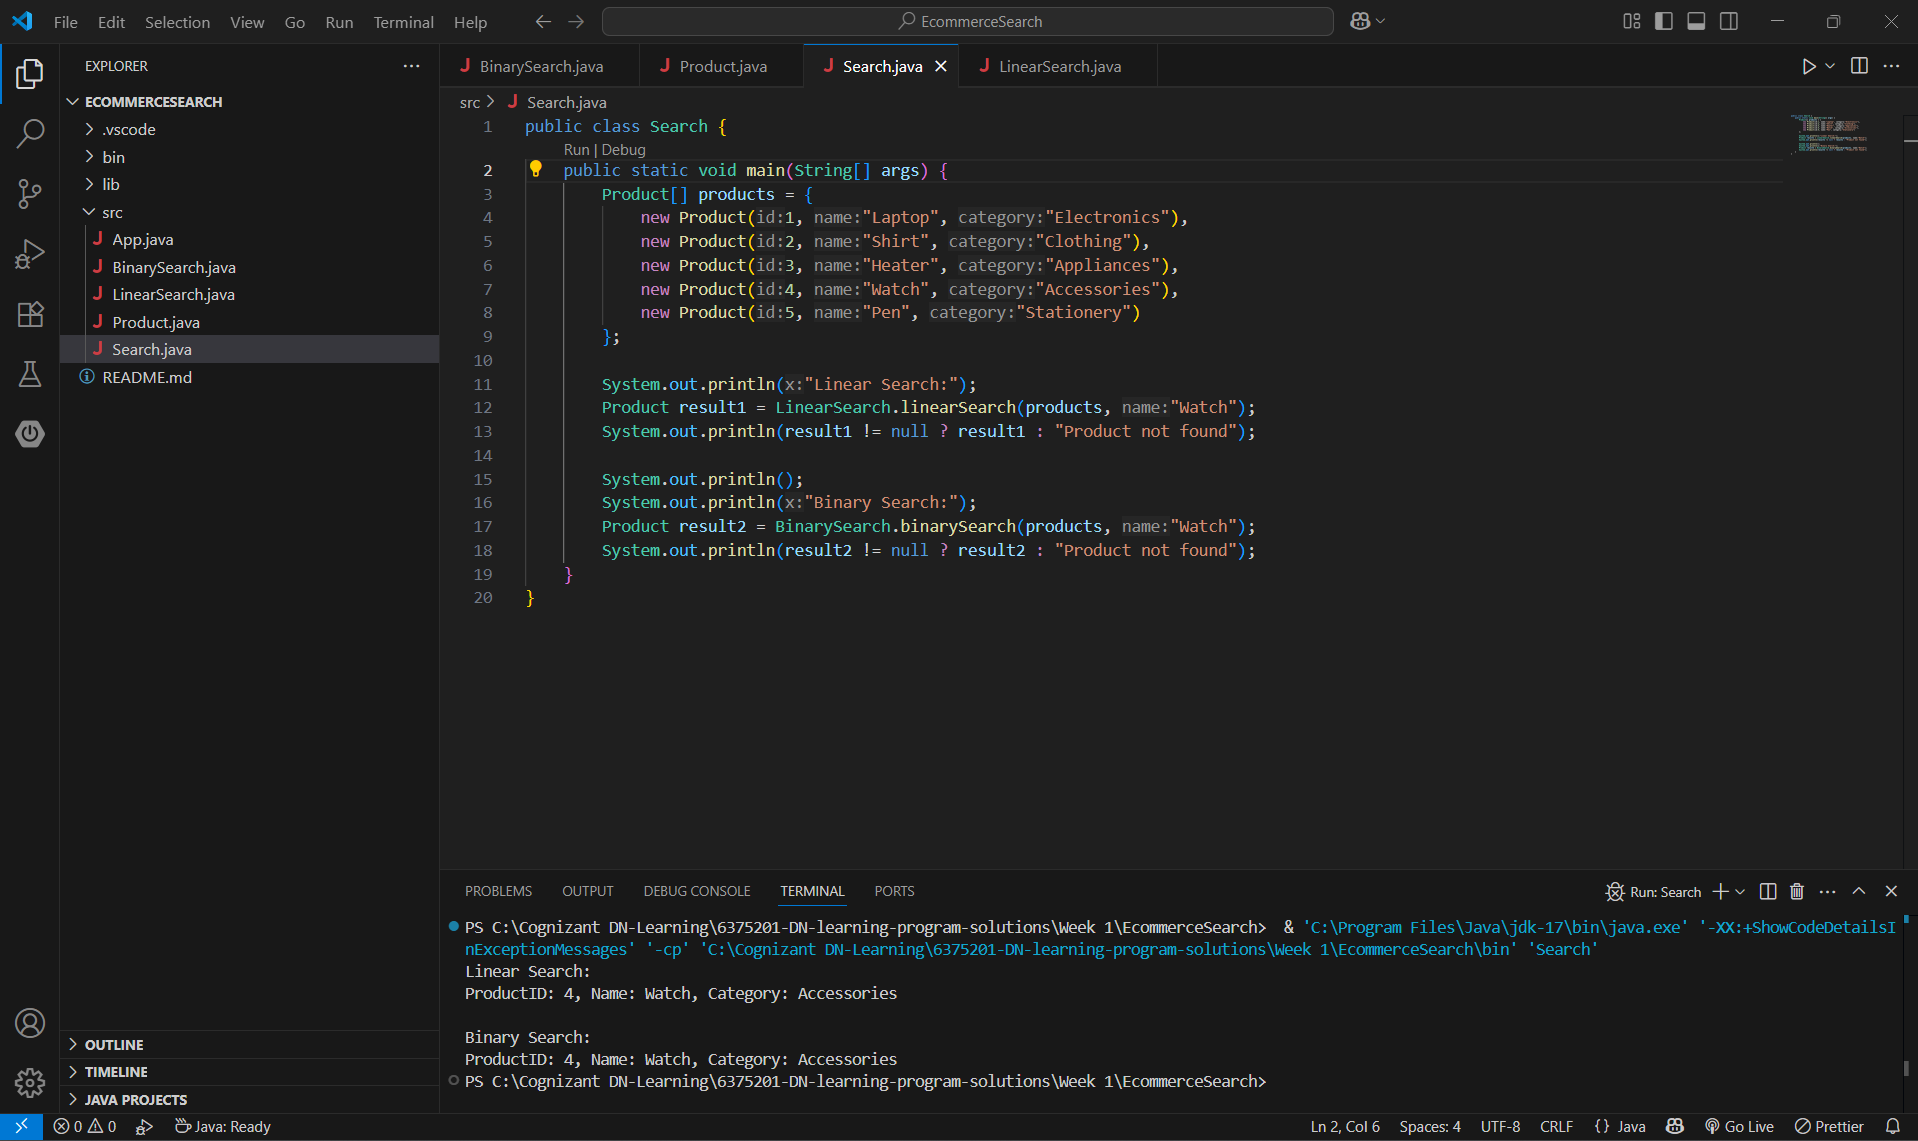 File Edit Selection View Go Run Terminal Help
EcommerceSearch
EXPLORER
ECOMMERCESEARCH
.vscode
bin
lib
src
App.java
BinarySearch.java
LinearSearch.java
Product.java
Search.java
README.md
OUTLINE
TIMELINE
JAVA PROJECTS
BinarySearch.java Product.java Search.java LinearSearch.java
src > Search.java
1 public class Search {
Run | Debug
2 public static void main(String[] args) {
3 Product[] products = {
4 new Product(id:1, name:"Laptop", category:"Electronics"),
5 new Product(id:2, name:"Shirt", category:"Clothing"),
6 new Product(id:3, name:"Heater", category:"Appliances"),
7 new Product(id:4, name:"Watch", category:"Accessories"),
8 new Product(id:5, name:"Pen", category:"Stationery")
9 };
10
11 System.out.println(x:"Linear Search:");
12 Product result1 = LinearSearch.linearSearch(products, name:"Watch");
13 System.out.println(result1 != null ? result1 : "Product not found");
14
15 System.out.println();
16 System.out.println(x:"Binary Search:");
17 Product result2 = BinarySearch.binarySearch(products, name:"Watch");
18 System.out.println(result2 != null ? result2 : "Product not found");
19 }
20 }
PROBLEMS OUTPUT DEBUG CONSOLE TERMINAL PORTS
Run: Search
PS C:\Cognizant DN-Learning\6375201-DN-learning-program-solutions\Week 1\EcommerceSearch> & 'C:\Program Files\Java\jdk-17\bin\java.exe' '-XX:+ShowCodeDetailsI
nExceptionMessages' '-cp' 'C:\Cognizant DN-Learning\6375201-DN-learning-program-solutions\Week 1\EcommerceSearch\bin' 'Search'
Linear Search:
ProductID: 4, Name: Watch, Category: Accessories
Binary Search:
ProductID: 4, Name: Watch, Category: Accessories
PS C:\Cognizant DN-Learning\6375201-DN-learning-program-solutions\Week 1\EcommerceSearch>
0 0 Java: Ready
Ln 2, Col 6 Spaces: 4 UTF-8 CRLF {} Java Go Live Prettier